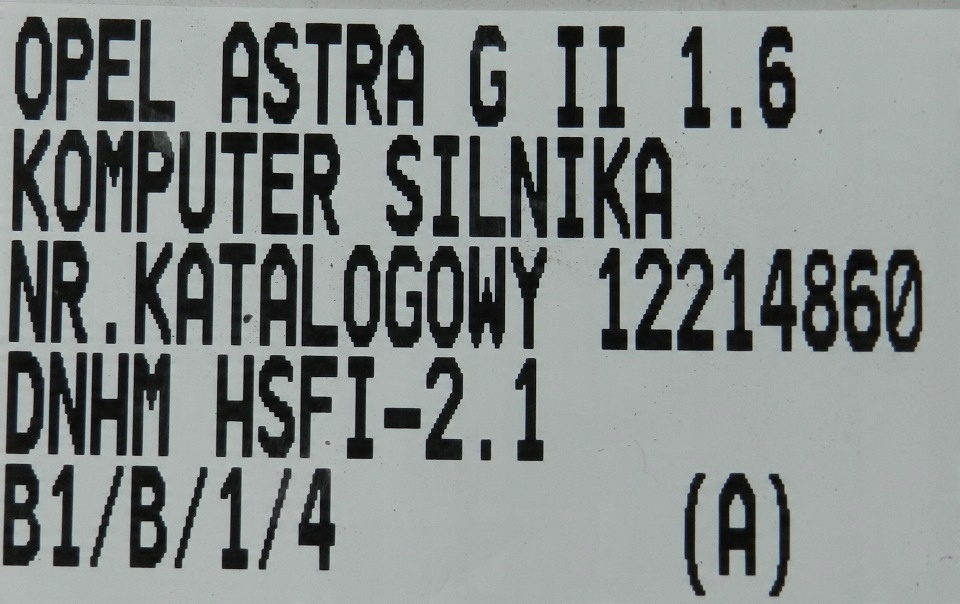 OPEL ASTRA G II 1.6
KOMPUTER SILNIKA
NR.KATALOGOWY 12214860
DNHM HSFI-2.1
B1/B/1/4 (A)